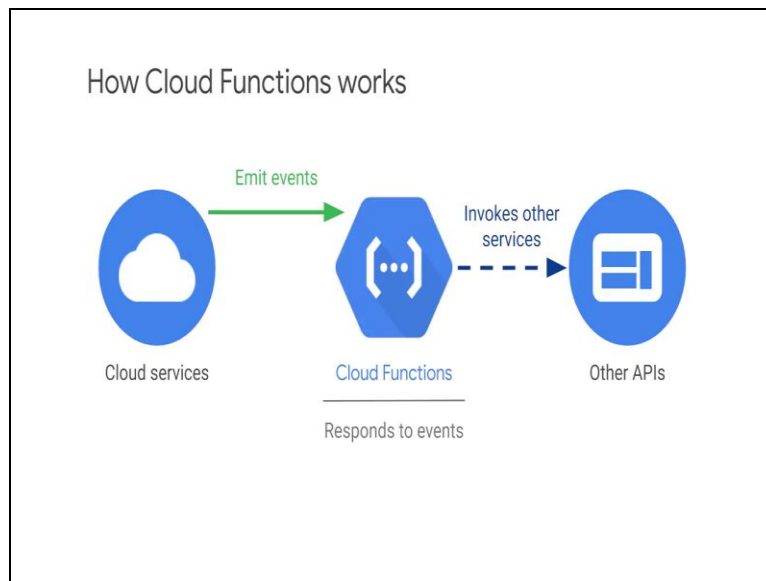 How Cloud Functions works
Emit events
Invokes other
services
Cloud services
Cloud Functions
Other APIs
Responds to events